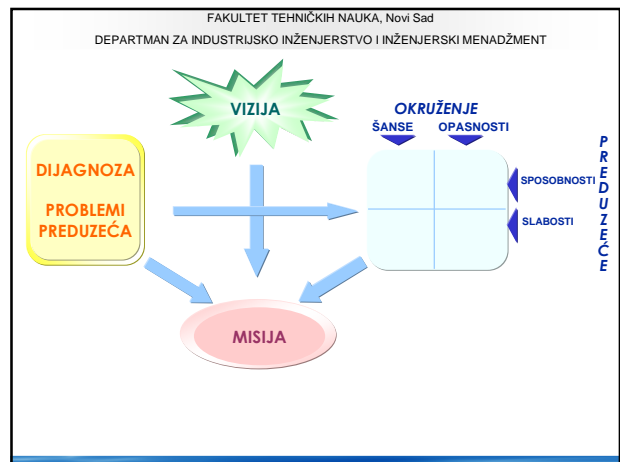 FAKULTET TEHNIČKIH NAUKA, Novi Sad
DEPARTMAN ZA INDUSTRIJSKO INŽENJERSTVO I INŽENJERSKI MENADŽMENT
VIZIJA
OKRUŽENJE
ŠANSE OPASNOSTI
DIJAGNOZA
PROBLEMI
PREDUZEĆA
SPOSOBNOSTI
SLABOSTI
PREDUZEĆE
MISIJA